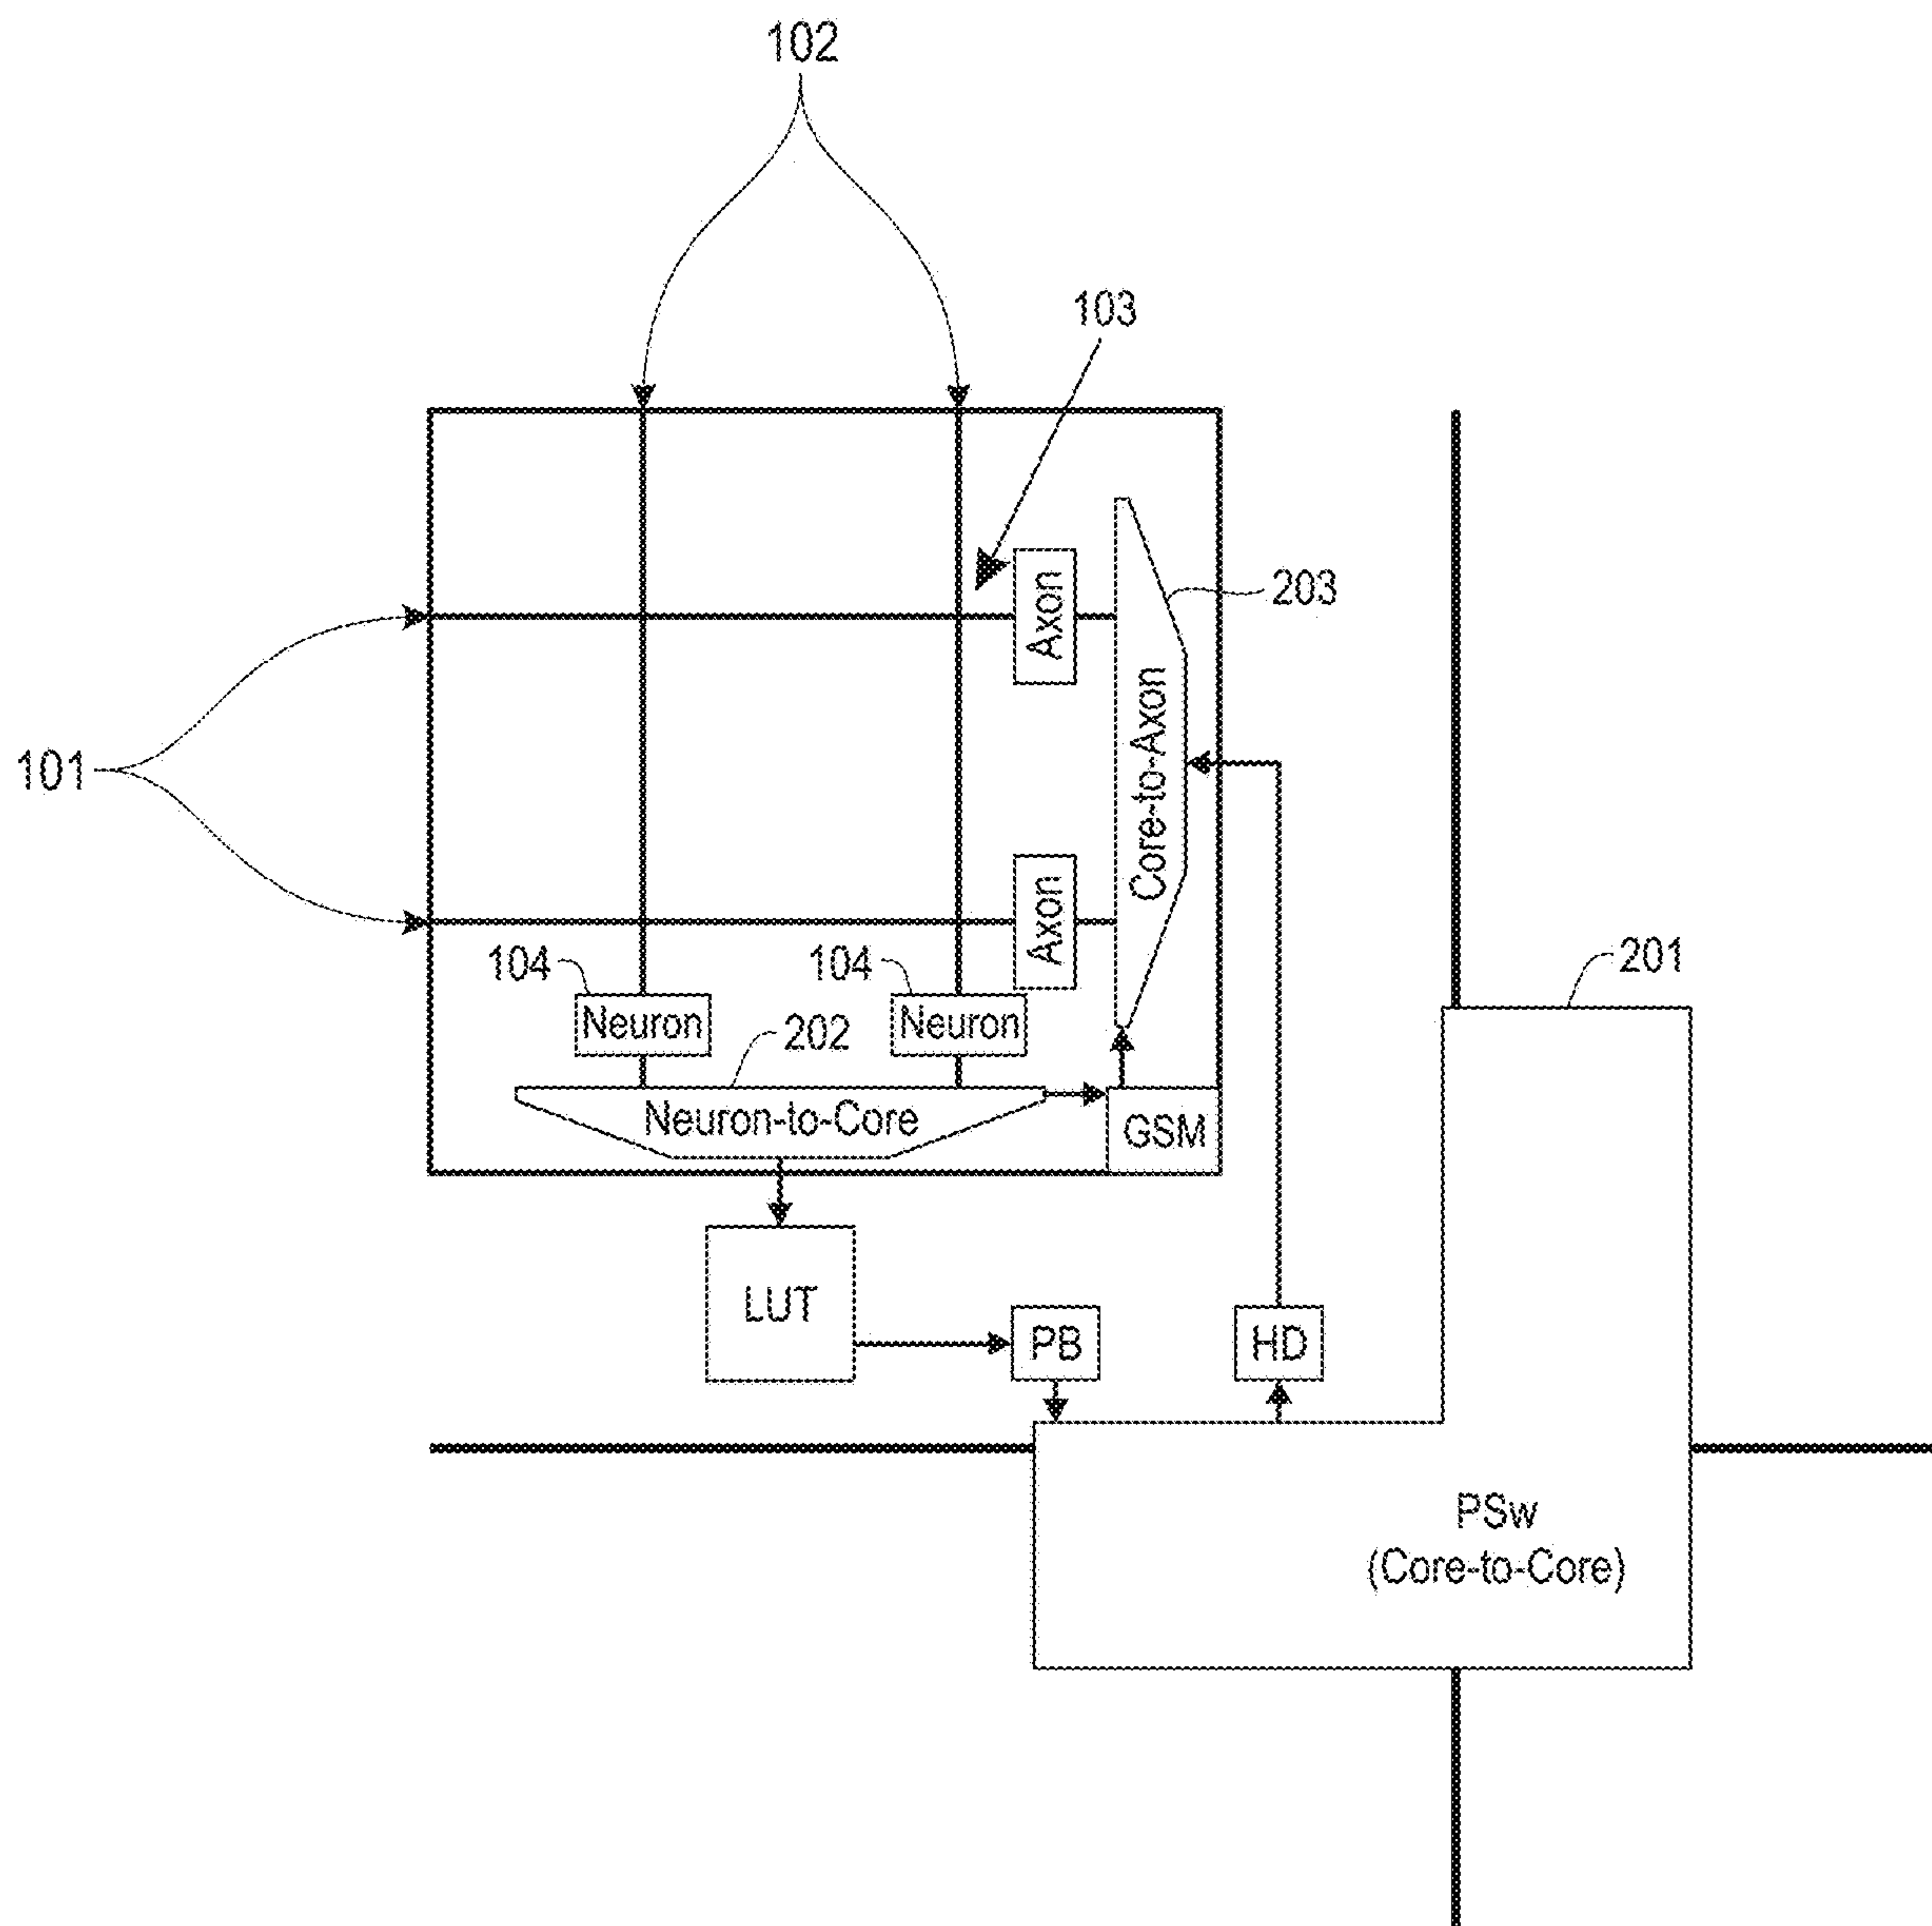 102
103
Axon
203
Core-to-Axon
101
Axon
104
104
201
Neuron
202
Neuron
Neuron-to-Core
GSM
LUT
PB
HD
PSw
(Core-to-Core)